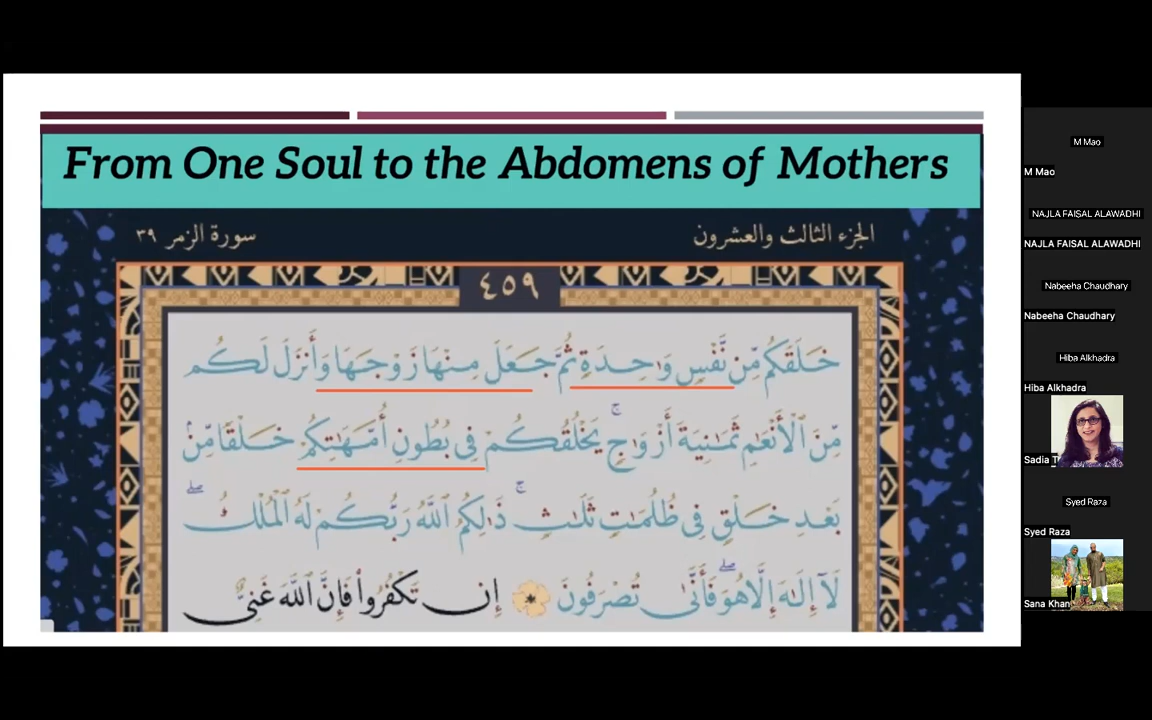 From One Soul to the Abdomens of Mothers
الجزء الثالث والعشرون
سورة الزمر ٣٩
٤٥٩
خَلَقَكُم مِّن نَّفْسٍ وَٰحِدَةٍ ثُمَّ جَعَلَ مِنْهَا زَوْجَهَا وَأَنزَلَ لَكُم
مِّنَ ٱلْأَنْعَٰمِ ثَمَٰنِيَةَ أَزْوَٰجٍ ۚ يَخْلُقُكُمْ فِى بُطُونِ أُمَّهَٰتِكُمْ خَلْقًا مِّنۢ
بَعْدِ خَلْقٍ فِى ظُلُمَٰتٍ ثَلَٰثٍ ۚ ذَٰلِكُمُ ٱللَّهُ رَبُّكُمْ لَهُ ٱلْمُلْكُ ۖ
لَآ إِلَٰهَ إِلَّا هُوَ ۖ فَأَنَّىٰ تُصْرَفُونَ إِن تَكْفُرُوا۟ فَإِنَّ ٱللَّهَ غَنِىٌّ
M Mao
M Mao
NAJLA FAISAL ALAWADHI
NAJLA FAISAL ALAWADHI
Nabeeha Chaudhary
Nabeeha Chaudhary
Hiba Alkhadra
Hiba Alkhadra
Sadia T
Syed Raza
Syed Raza
Sana Khan